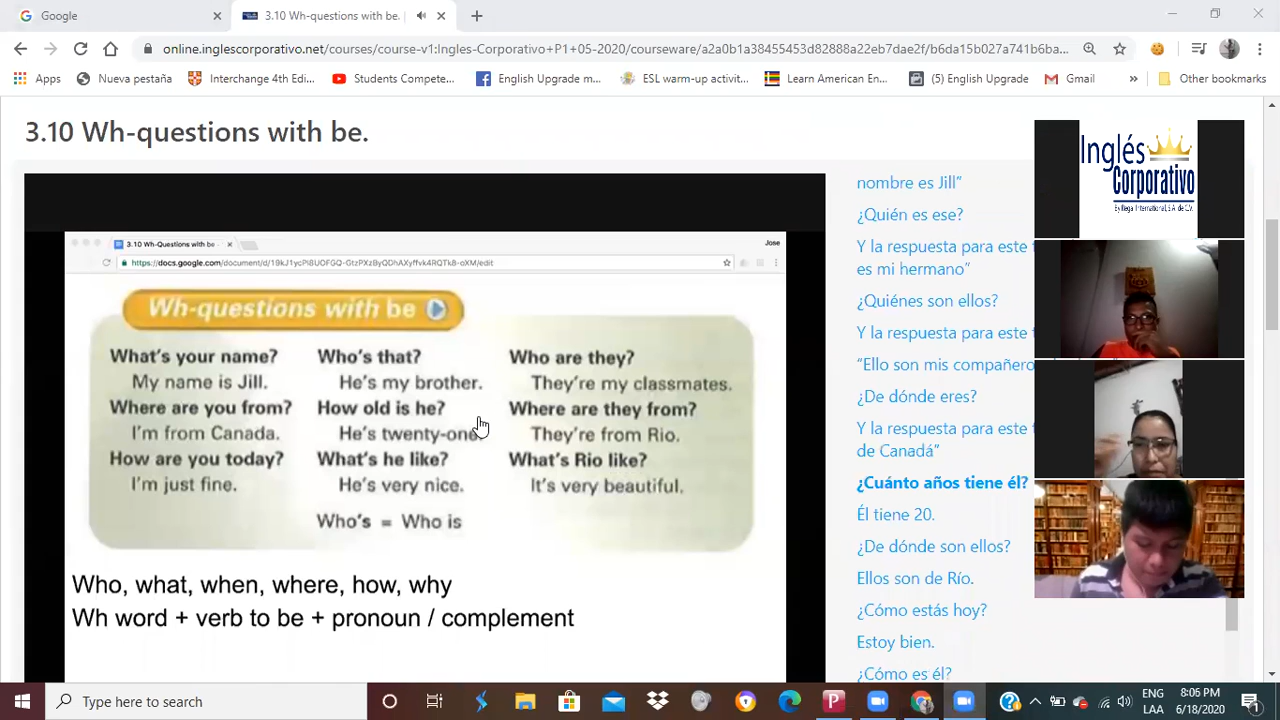 Google
3.10 Wh-questions with be. |
online.inglescorporativo.net/courses/course-v1:Ingles-Corporativo+P1+05-2020/courseware/a2a0b1a38455453d82888a22eb7dae2f/b6da15b027a741b6ba...
Apps Nueva pestaña Interchange 4th Edi... Students Compete... English Upgrade m... ESL warm-up activit... Learn American En... (5) English Upgrade Gmail » Other bookmarks
3.10 Wh-questions with be.
3.10 Wh-Questions with be -
Jose
Wh-questions with be
What's your name? Who's that? Who are they?
My name is Jill. He's my brother. They're my classmates.
Where are you from? How old is he? Where are they from?
I'm from Canada. He's twenty-one They're from Rio.
How are you today? What's he like? What's Rio like?
I'm just fine. He's very nice. It's very beautiful.
Who's = Who is
Who, what, when, where, how, why
Wh word + verb to be + pronoun / complement
nombre es Jill"
¿Quién es ese?
Y la respuesta para este
es mi hermano"
¿Quiénes son ellos?
Y la respuesta para este
"Ello son mis compañero
¿De dónde eres?
Y la respuesta para este
de Canadá"
¿Cuánto años tiene él?
Él tiene 20.
¿De dónde son ellos?
Ellos son de Río.
¿Cómo estás hoy?
Estoy bien.
¿Cómo es él?
Inglés
Corporativo
Type here to search
ENG
LAA
8:06 PM
6/18/2020